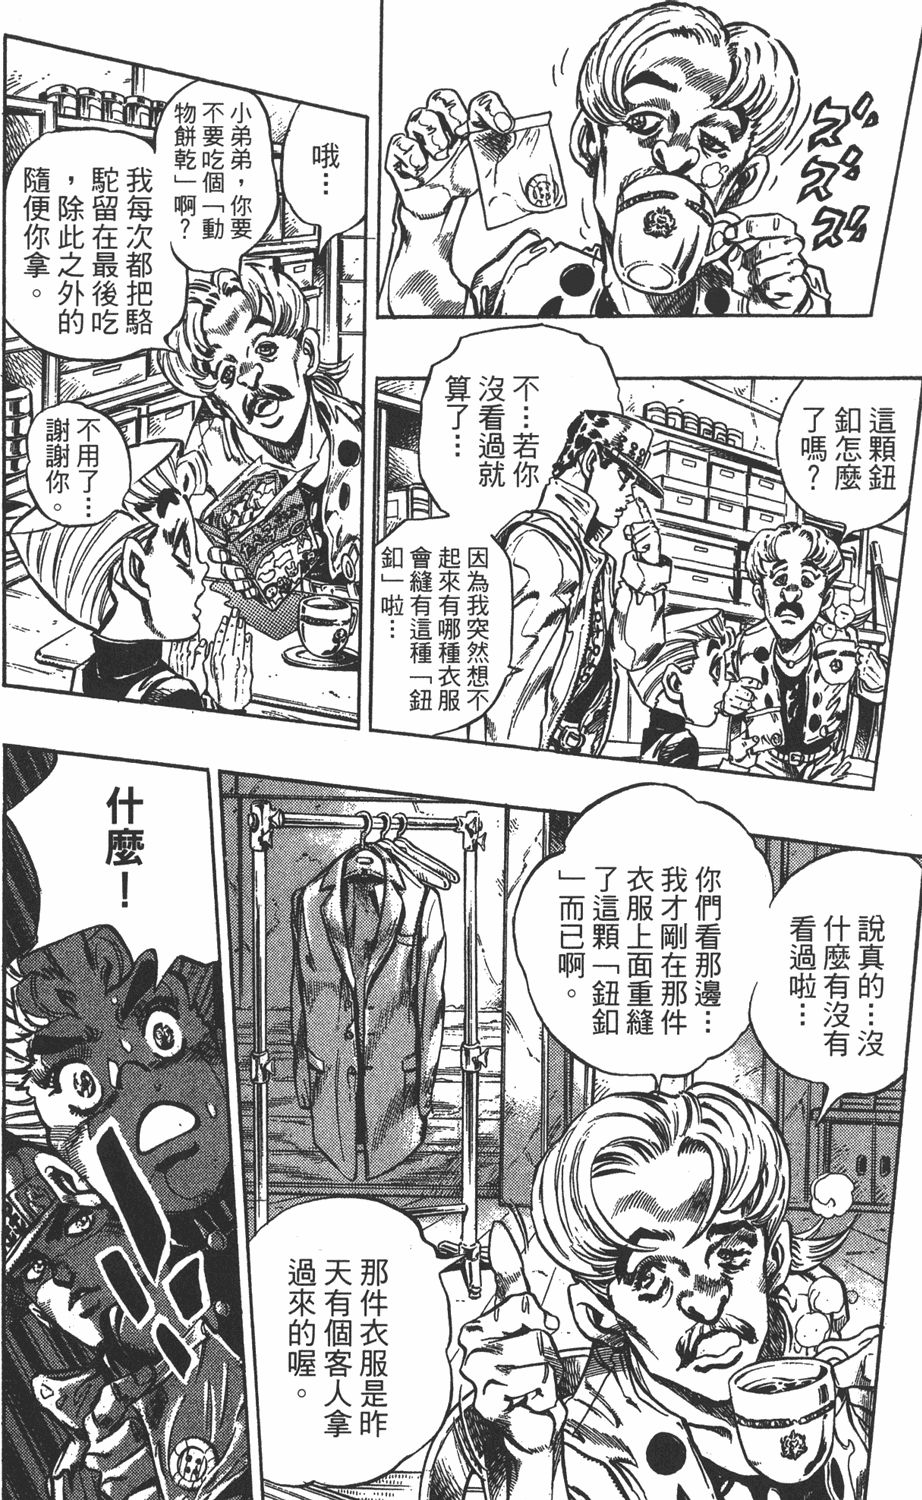 ズズズ
這顆鈕
釦怎麼
了嗎？
不…若你
沒看過就
算了…
因為我突然想不
起來有哪種衣服
會縫有這種「鈕
釦」啦…
哦…
小弟弟，你要
不要吃個「動
物餅乾」啊？
我每次都把駱
駝留在最後吃
，除此之外的
隨便你拿。
不用了…
謝謝你。
說真的…沒
什麼有沒有
看過啦…
你們看那邊…
我才剛在那件
衣服上面重縫
了這顆「鈕釦
」而已啊。
那件衣服是昨
天有個客人拿
過來的喔。
什麼！